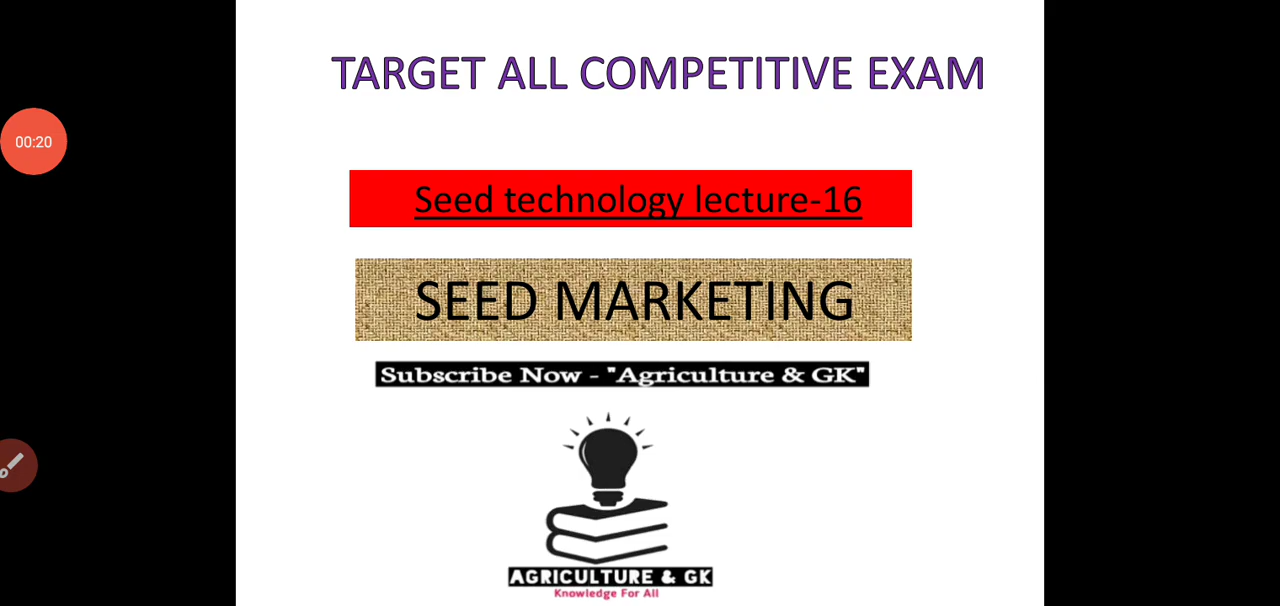 TARGET ALL COMPETITIVE EXAM
00:20
Seed technology lecture-16
SEED MARKETING
Subscribe Now - "Agriculture & GK"
AGRICULTURE & GK
Knowledge For All